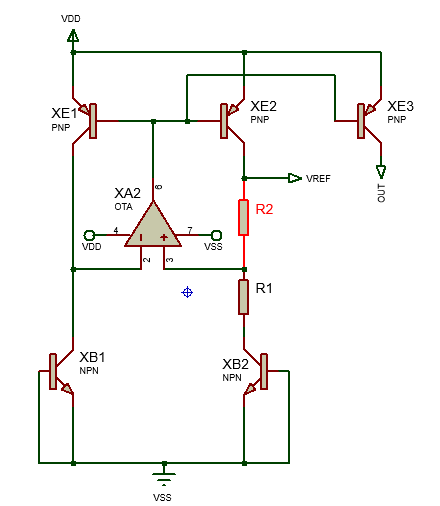 VDD
XE1
PNP
XE2
PNP
XE3
PNP
VREF
OUT
XA2
OTA
6
R2
4
7
VDD
VSS
2
3
R1
XB1
NPN
XB2
NPN
VSS